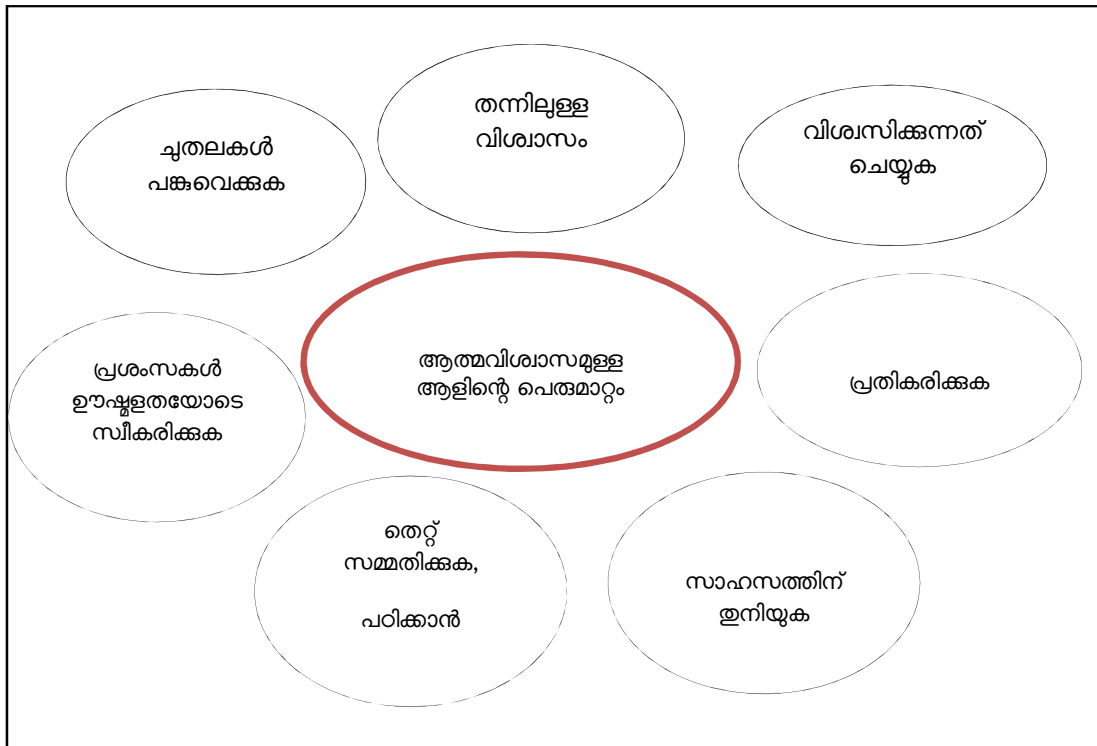 തന്നിലുള്ള
വിശ്വാസം
ചുതലകൾ
പങ്കുവെക്കുക
വിശ്വസിക്കുന്നത്
ചെയ്യുക
പ്രശംസകൾ
ഊഷ്മളതയോടെ
സ്വീകരിക്കുക
ആത്മവിശ്വാസമുള്ള
ആളിന്റെ പെരുമാറ്റം
പ്രതികരിക്കുക
തെറ്റ്
സമ്മതിക്കുക,
പഠിക്കാൻ
സാഹസത്തിന്
തുനിയുക